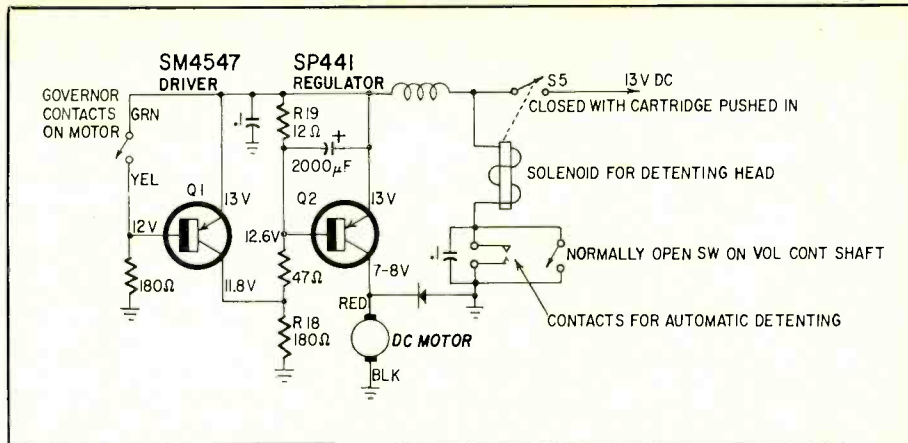 SM4547
DRIVER
SP441
REGULATOR
GOVERNOR
CONTACTS
ON MOTOR
GRN
YEL
Q1
12V
13V
11.8V
180Ω
.1
R19
12Ω
+
2000µF
Q2
12.6V
13V
7-8V
47Ω
R18
180Ω
RED
DC MOTOR
BLK
S5
13V DC
CLOSED WITH CARTRIDGE PUSHED IN
SOLENOID FOR DETENTING HEAD
.1
NORMALLY OPEN SW ON VOL CONT SHAFT
CONTACTS FOR AUTOMATIC DETENTING